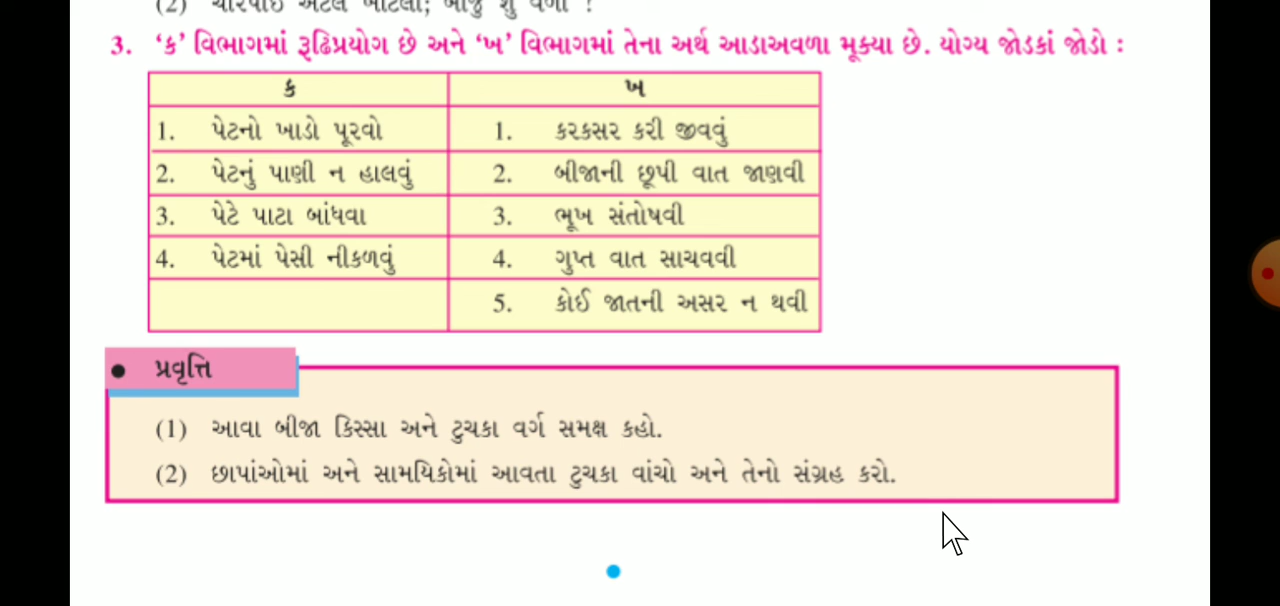 3. ‘ક’ વિભાગમાં રૂઢિપ્રયોગ છે અને ‘ખ’ વિભાગમાં તેના અર્થ આડાઅવળા મૂક્યા છે. યોગ્ય જોડકાં જોડો :
ક ખ
1. પેટનો ખાડો પૂરવો 1. કરકસર કરી જીવવું
2. પેટનું પાણી ન હાલવું 2. બીજાની છૂપી વાત જાણવી
3. પેટે પાટા બાંધવા 3. ભૂખ સંતોષવી
4. પેટમાં પેસી નીકળવું 4. ગુપ્ત વાત સાચવવી
5. કોઈ જાતની અસર ન થવી
• પ્રવૃત્તિ
(1) આવા બીજા કિસ્સા અને ટુચકા વર્ગ સમક્ષ કહો.
(2) છાપાંઓમાં અને સામયિકોમાં આવતા ટુચકા વાંચો અને તેનો સંગ્રહ કરો.